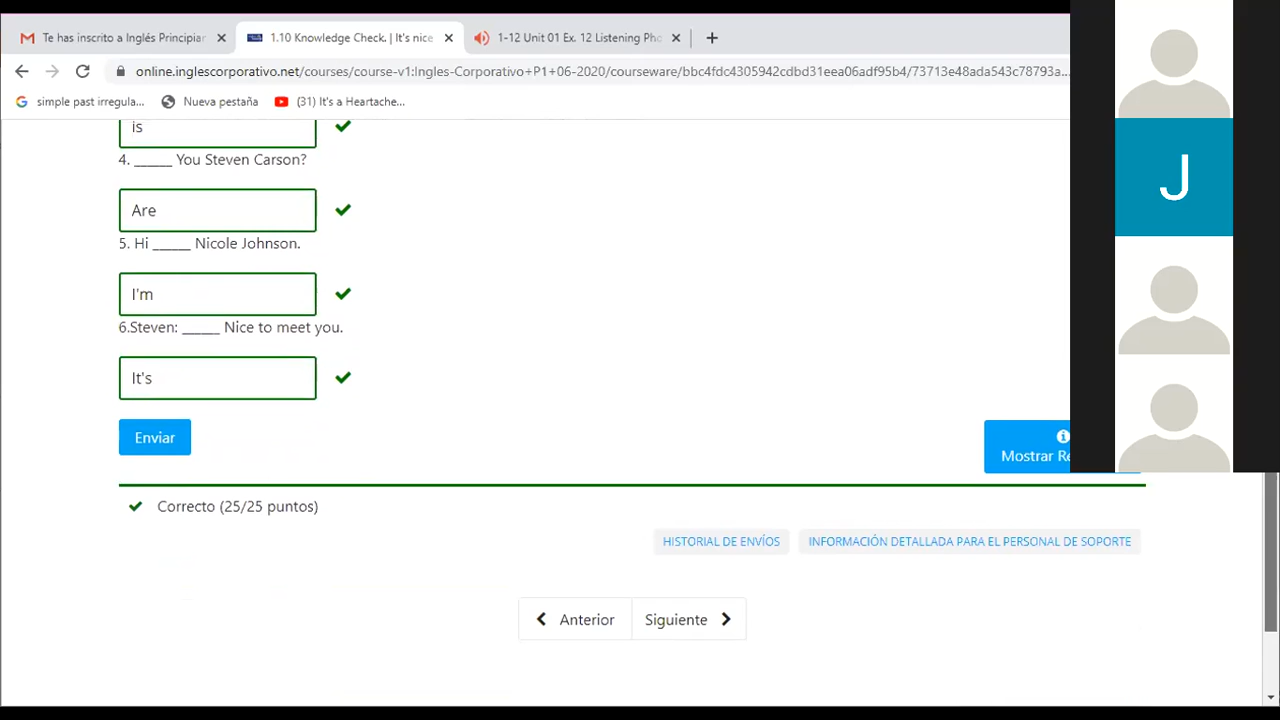 Te has inscrito a Inglés Principiar
1.10 Knowledge Check. | It's nice
1-12 Unit 01 Ex. 12 Listening Pho
online.inglescorporativo.net/courses/course-v1:Ingles-Corporativo+P1+06-2020/courseware/bbc4fdc4305942cdbd31eea06adf95b4/73713e48ada543c78793a...
simple past irregula...
Nueva pestaña
(31) It's a Heartache...
is
4. ______ You Steven Carson?
Are
5. Hi ______ Nicole Johnson.
I'm
6.Steven: ______ Nice to meet you.
It's
Enviar
Mostrar Re
Correcto (25/25 puntos)
HISTORIAL DE ENVÍOS
INFORMACIÓN DETALLADA PARA EL PERSONAL DE SOPORTE
Anterior
Siguiente
J